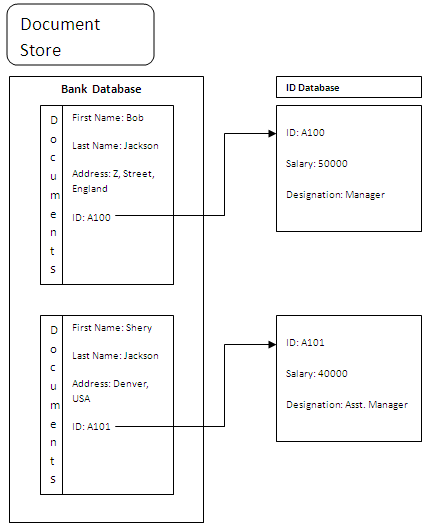 Document
Store
Bank Database
ID Database
Documents
First Name: Bob
Last Name: Jackson
Address: Z, Street,
England
ID: A100
ID: A100
Salary: 50000
Designation: Manager
Documents
First Name: Shery
Last Name: Jackson
Address: Denver,
USA
ID: A101
ID: A101
Salary: 40000
Designation: Asst. Manager